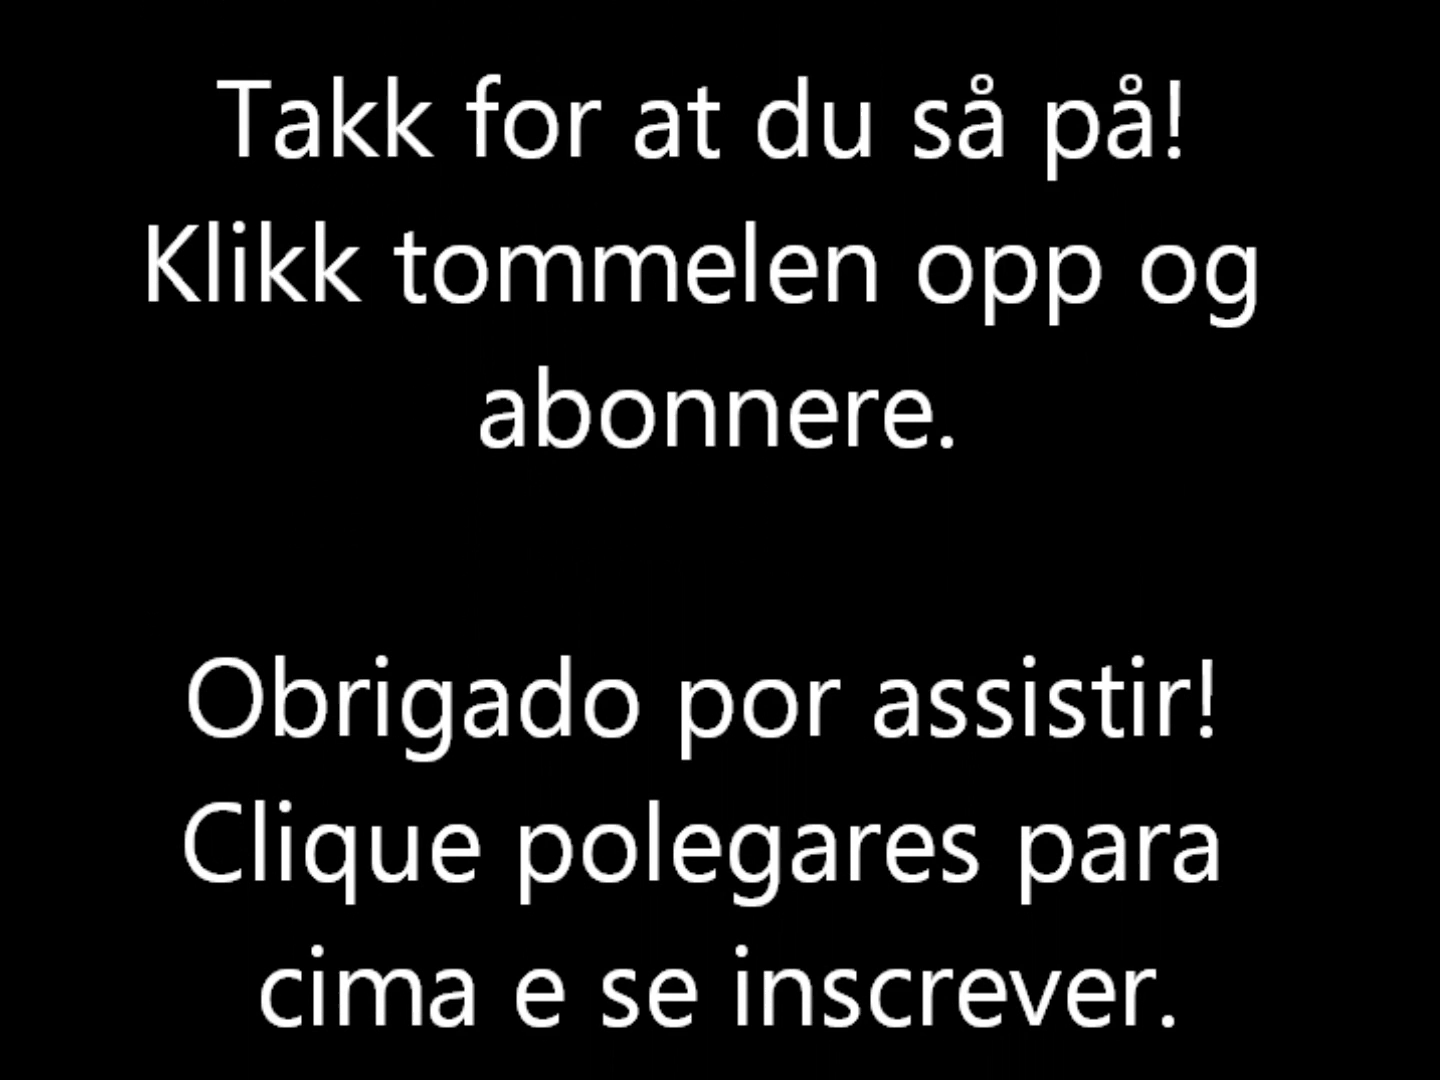 Takk for at du så på!
Klikk tommelen opp og
abonnere.
Obrigado por assistir!
Clique polegares para
cima e se inscrever.